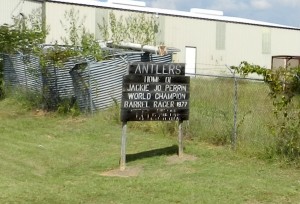 ANTLERS
HOME OF
JACKIE JO PERRIN
WORLD CHAMPION
BARREL RACER 1977